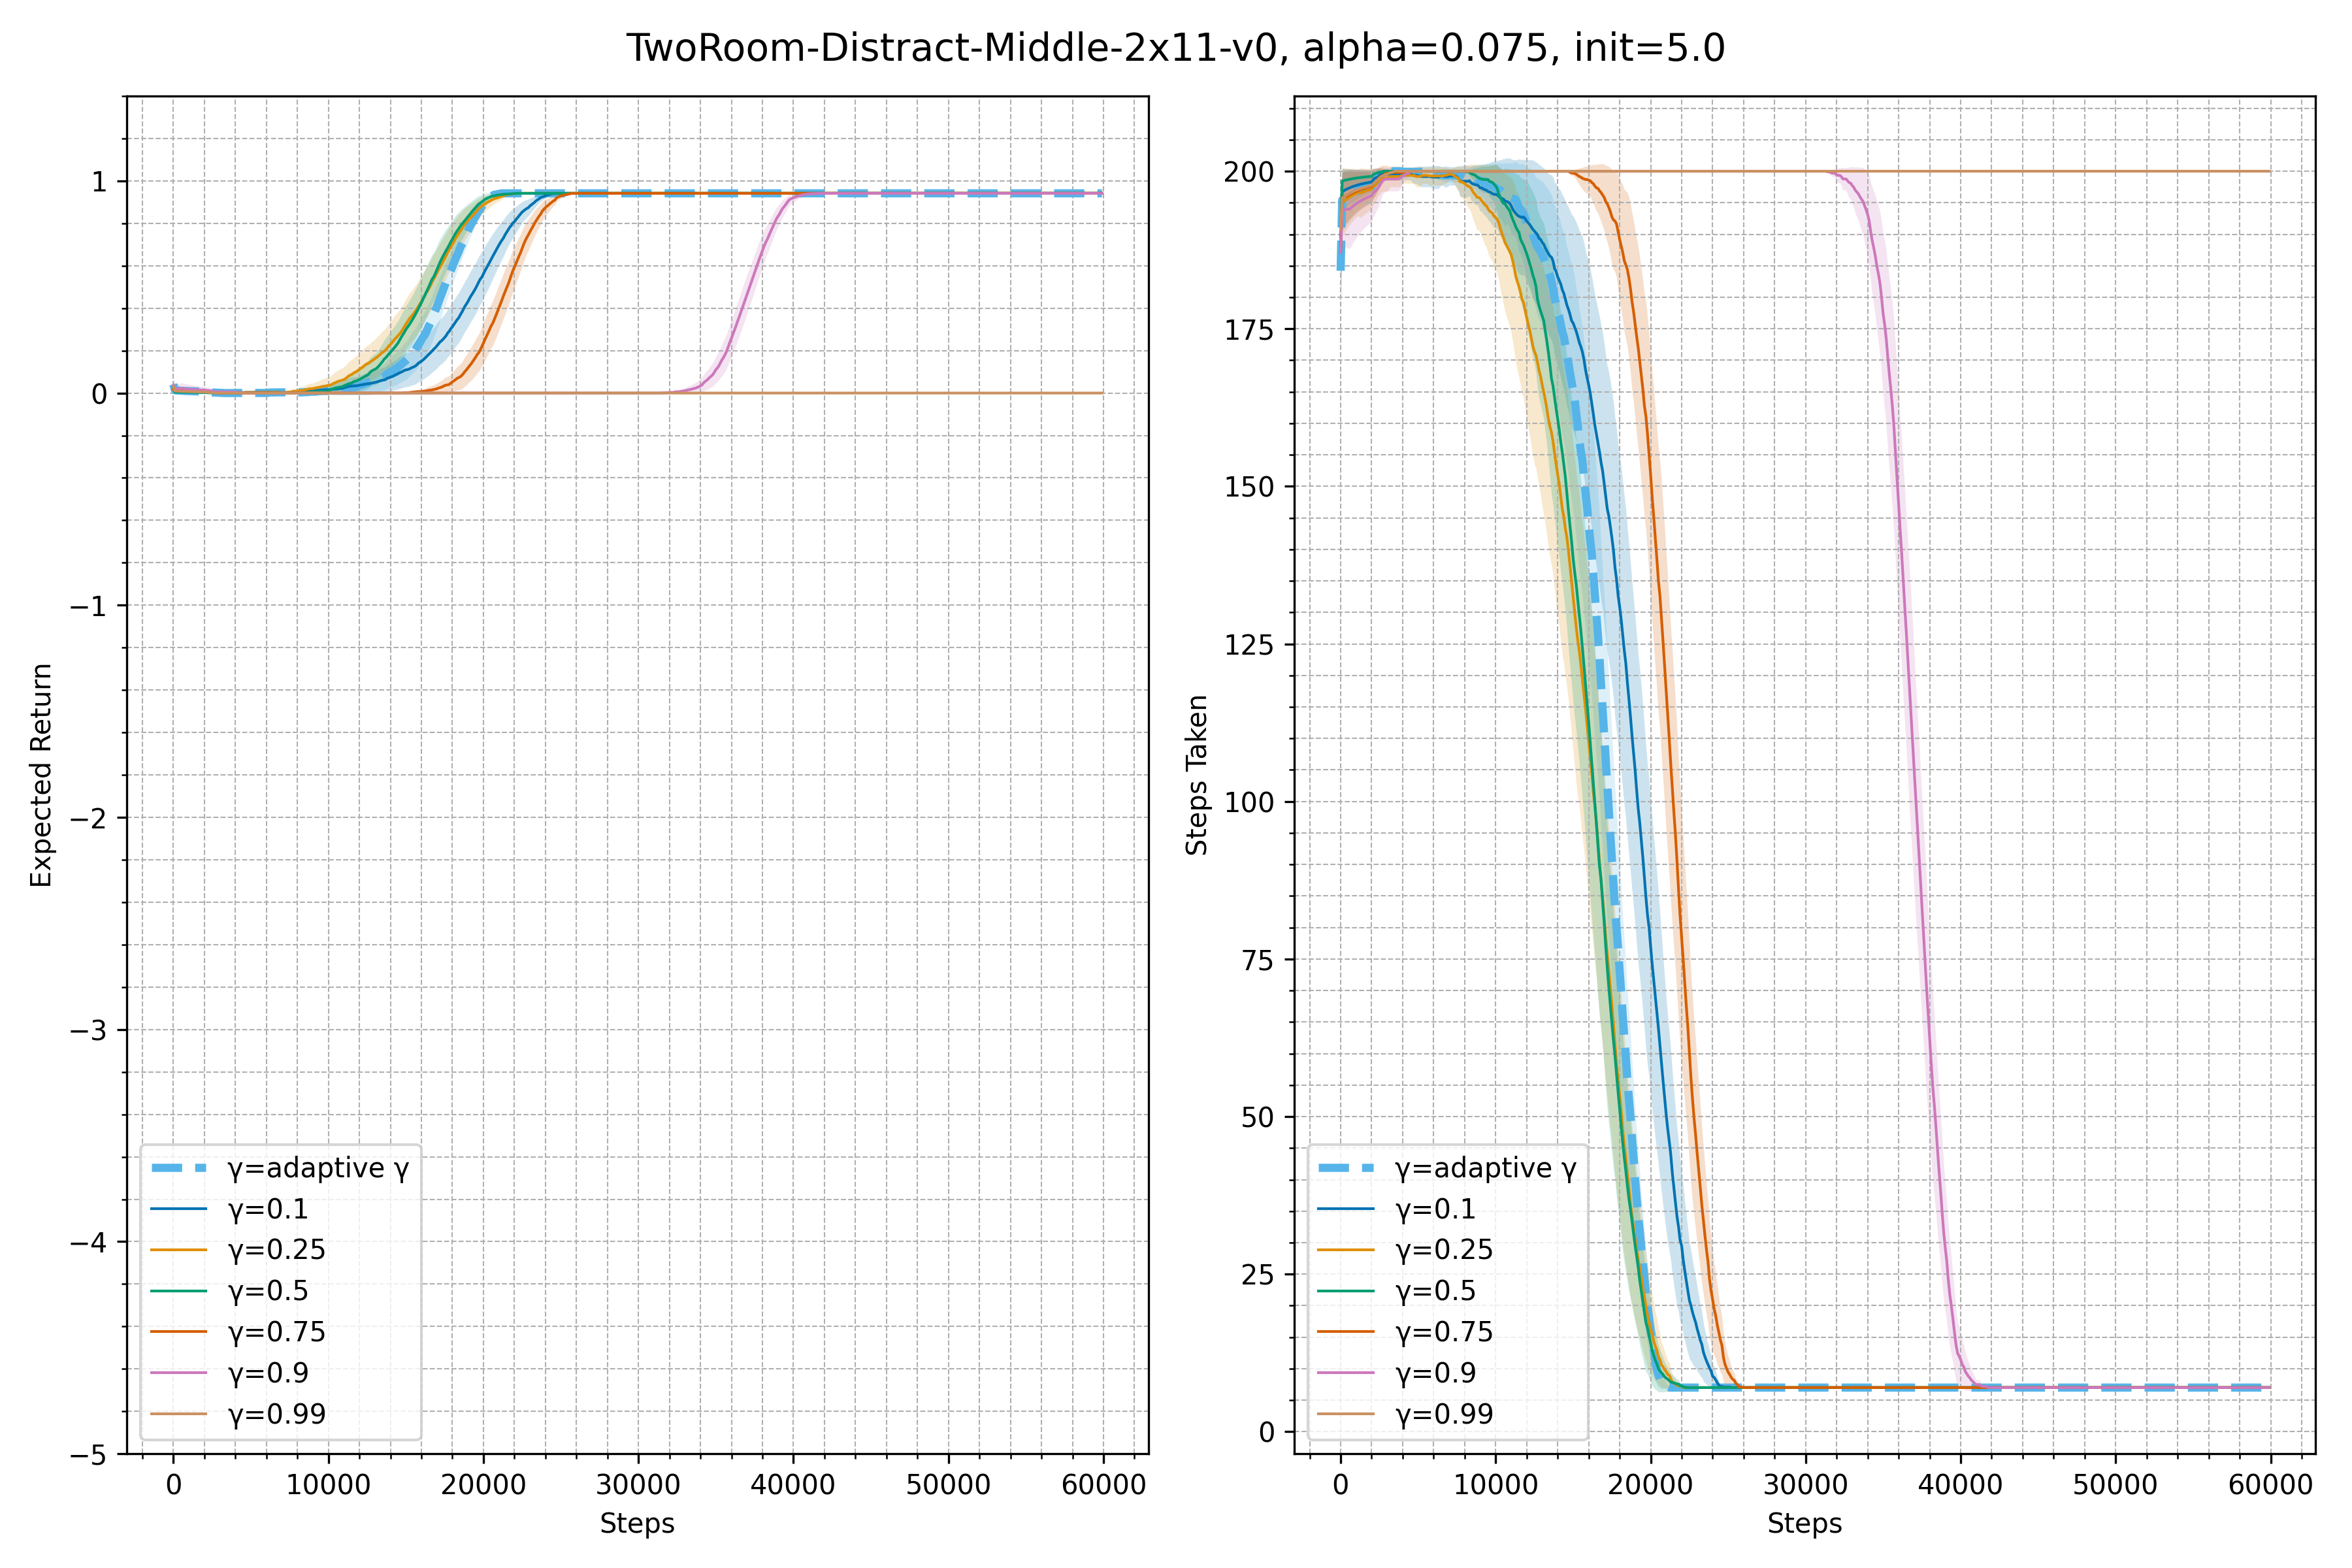 TwoRoom-Distract-Middle-2x11-v0, alpha=0.075, init=5.0
Expected Return
1
0
−1
−2
−3
−4
−5
γ=adaptive γ
γ=0.1
γ=0.25
γ=0.5
γ=0.75
γ=0.9
γ=0.99
0 10000 20000 30000 40000 50000 60000
Steps
Steps Taken
200
175
150
125
100
75
50
25
0
γ=adaptive γ
γ=0.1
γ=0.25
γ=0.5
γ=0.75
γ=0.9
γ=0.99
0 10000 20000 30000 40000 50000 60000
Steps